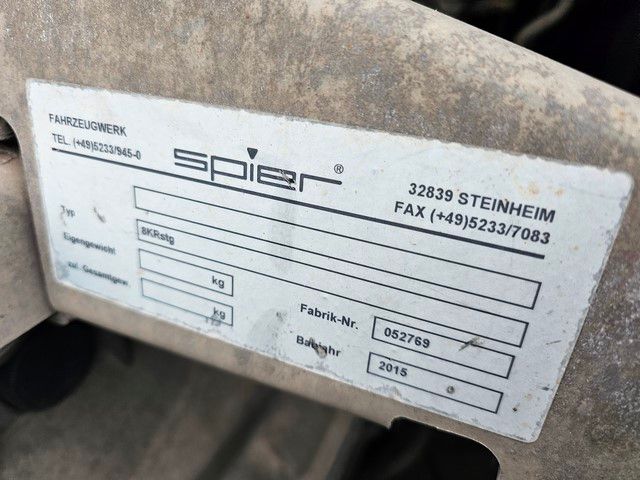 FAHRZEUGWERK
TEL. (+49)5233/945-0
spier ®
32839 STEINHEIM
FAX (+49)5233/7083
Typ
8KRstg
Eigengewicht
kg
zul. Gesamtgew.
kg
Fabrik-Nr.
052769
Baujahr
2015